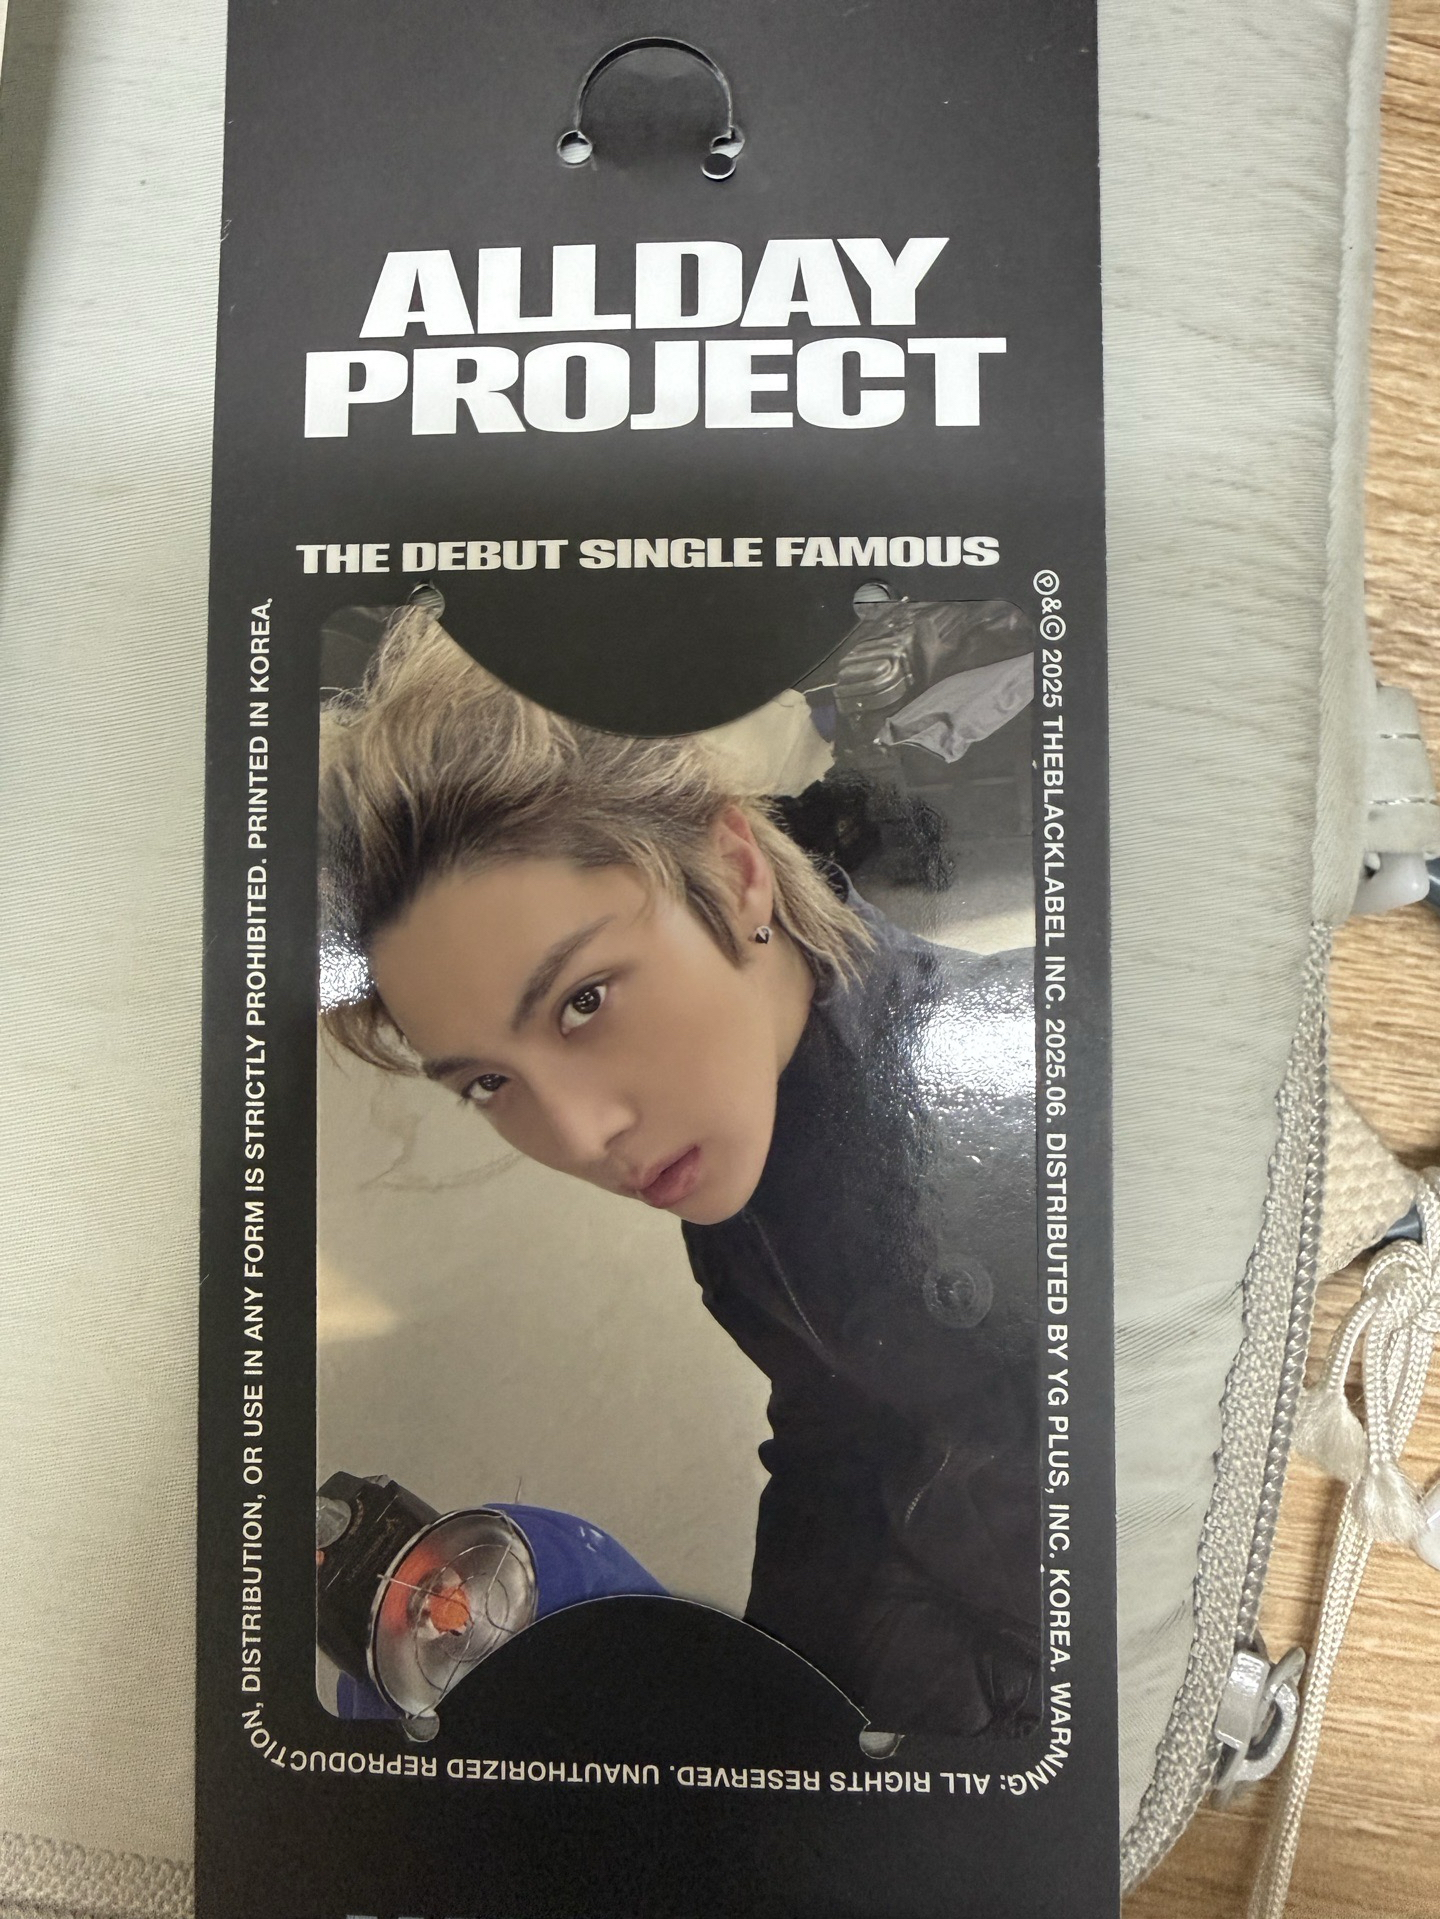 ALLDAY
PROJECT
THE DEBUT SINGLE FAMOUS
Ⓟ&© 2025 THEBLACKLABEL INC. 2025.06. DISTRIBUTED BY YG PLUS, INC. KOREA. WARNING: ALL RIGHTS RESERVED. UNAUTHORIZED REPRODUCTION, DISTRIBUTION, OR USE IN ANY FORM IS STRICTLY PROHIBITED. PRINTED IN KOREA.